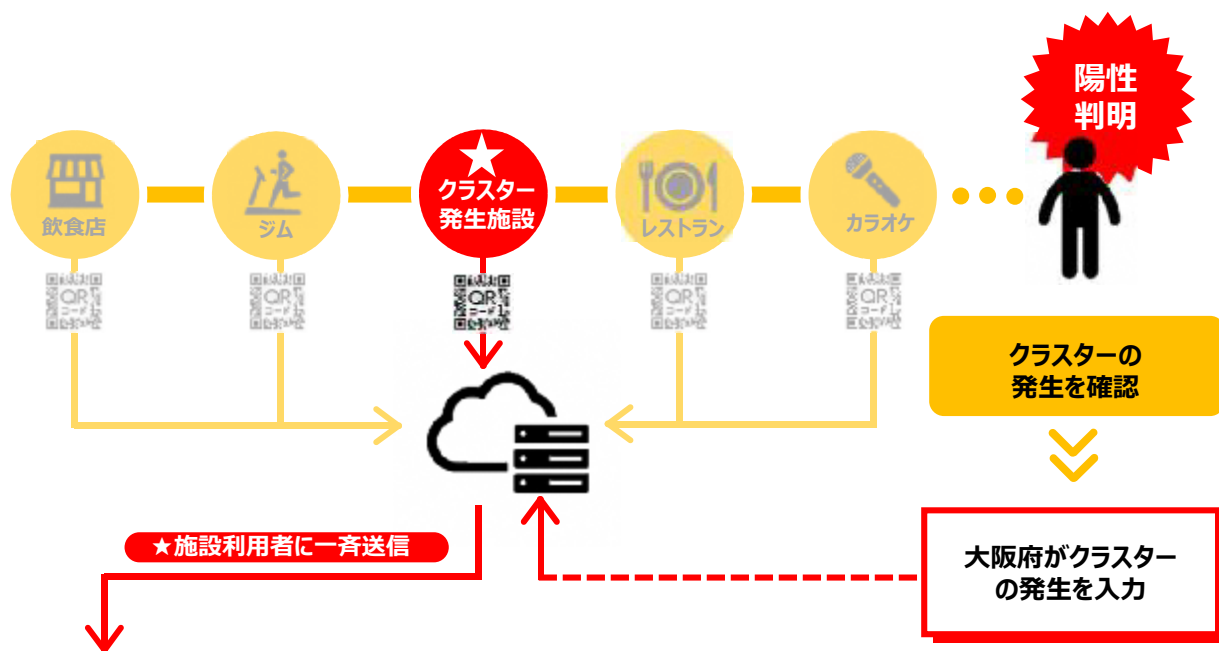 陽性
判明
飲食店
ジム
★
クラスター
発生施設
レストラン
カラオケ
QR
コード
QR
コード
QR
コード
QR
コード
QR
コード
クラスターの
発生を確認
★施設利用者に一斉送信
大阪府がクラスター
の発生を入力